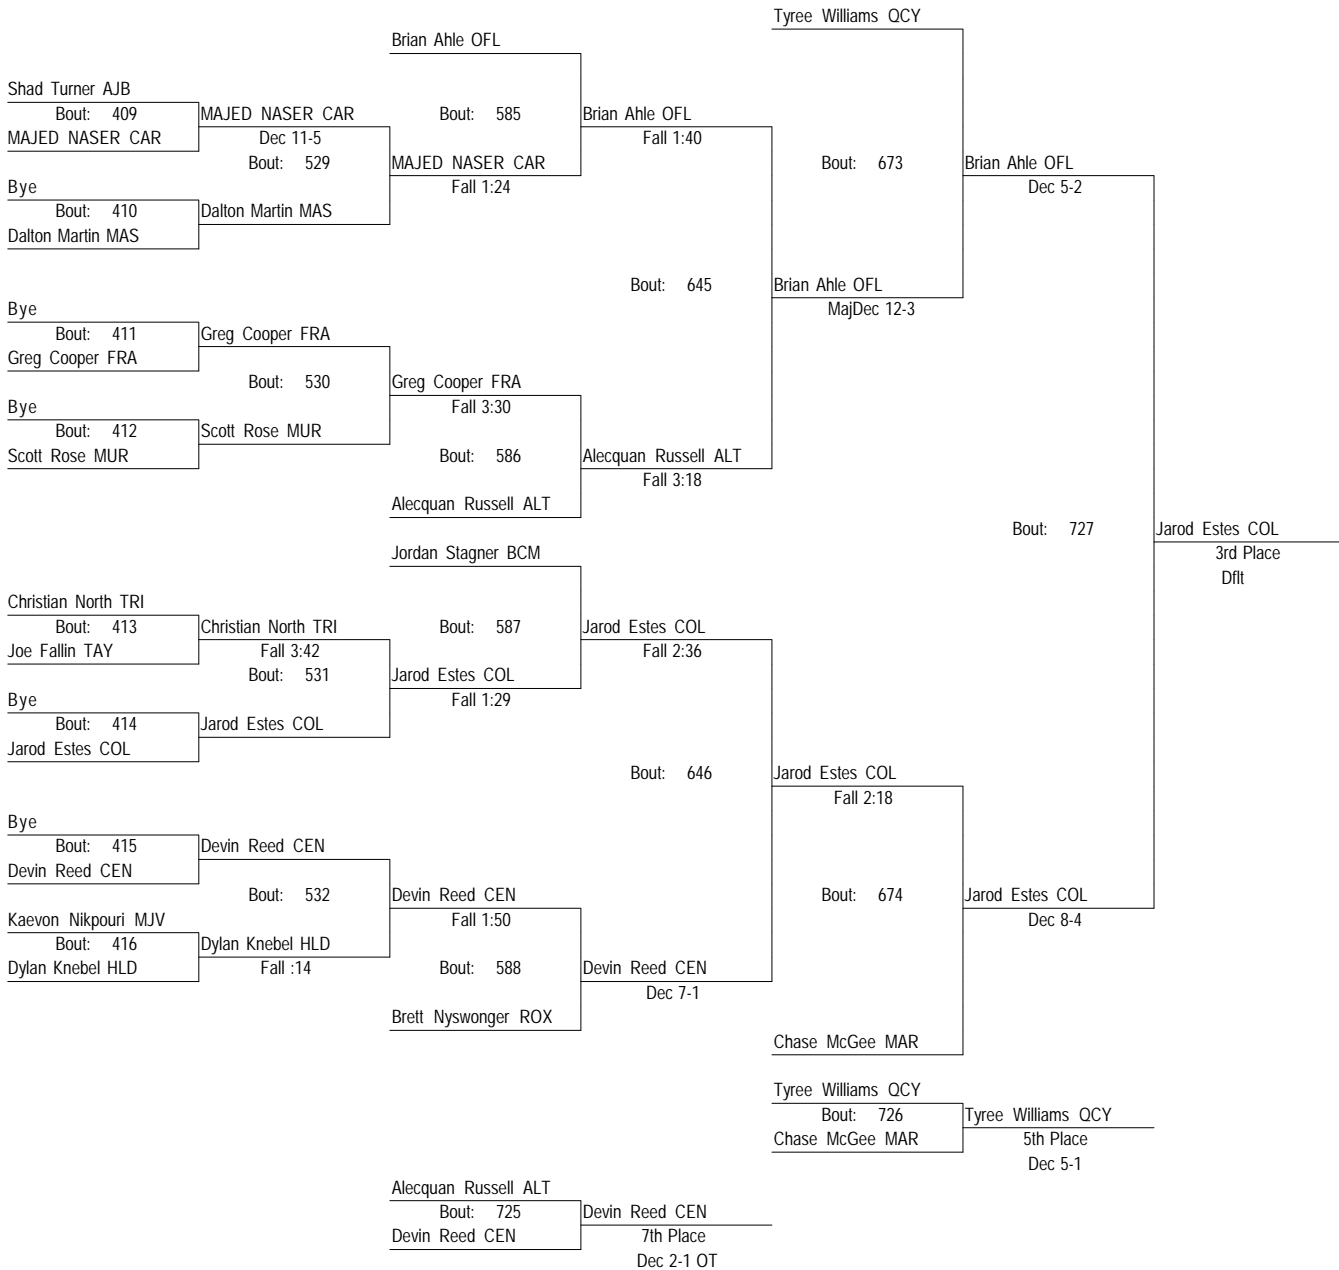 Tyree Williams QCY
Brian Ahle OFL
Shad Turner AJB
Bout: 409
MAJED NASER CAR
Bout: 585
Brian Ahle OFL
MAJED NASER CAR
Dec 11-5
Fall 1:40
Bout: 529
MAJED NASER CAR
Bout: 673
Brian Ahle OFL
Bye
Fall 1:24
Dec 5-2
Bout: 410
Dalton Martin MAS
Dalton Martin MAS
Bout: 645
Brian Ahle OFL
Bye
MajDec 12-3
Bout: 411
Greg Cooper FRA
Greg Cooper FRA
Bout: 530
Greg Cooper FRA
Bye
Fall 3:30
Bout: 412
Scott Rose MUR
Scott Rose MUR
Bout: 586
Alecquan Russell ALT
Fall 3:18
Alecquan Russell ALT
Bout: 727
Jarod Estes COL
Jordan Stagner BCM
3rd Place
Dflt
Christian North TRI
Bout: 413
Christian North TRI
Bout: 587
Jarod Estes COL
Joe Fallin TAY
Fall 3:42
Fall 2:36
Bout: 531
Jarod Estes COL
Bye
Fall 1:29
Bout: 414
Jarod Estes COL
Jarod Estes COL
Bout: 646
Jarod Estes COL
Fall 2:18
Bye
Bout: 415
Devin Reed CEN
Devin Reed CEN
Bout: 532
Devin Reed CEN
Bout: 674
Jarod Estes COL
Kaevon Nikpouri MJV
Fall 1:50
Dec 8-4
Bout: 416
Dylan Knebel HLD
Dylan Knebel HLD
Fall :14
Bout: 588
Devin Reed CEN
Dec 7-1
Brett Nyswonger ROX
Chase McGee MAR
Tyree Williams QCY
Bout: 726
Tyree Williams QCY
Chase McGee MAR
5th Place
Dec 5-1
Alecquan Russell ALT
Bout: 725
Devin Reed CEN
Devin Reed CEN
7th Place
Dec 2-1 OT